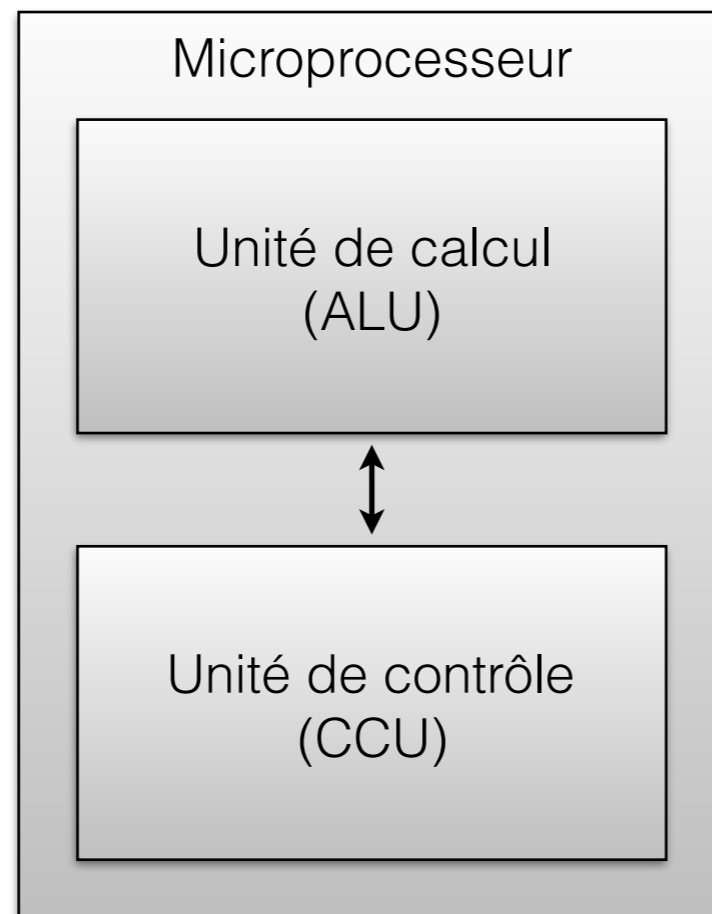 Microprocesseur
Unité de calcul
(ALU)
Unité de contrôle
(CCU)